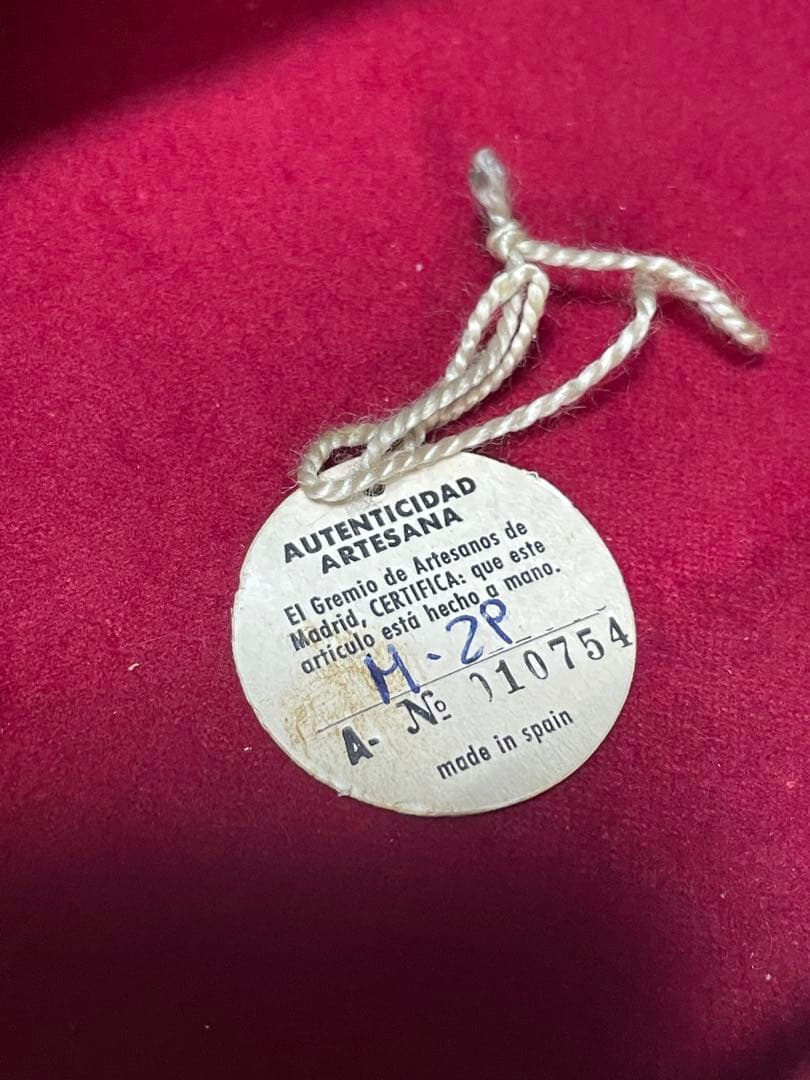 AUTENTICIDAD
ARTESANA
El Gremio de Artesanos de
Madrid, CERTIFICA: que este
artículo está hecho a mano.
M-2P
A- Nº 010754
made in spain